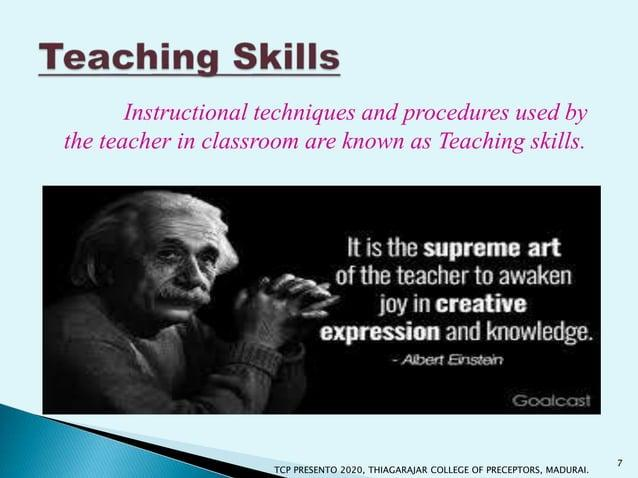 Teaching Skills
Instructional techniques and procedures used by
the teacher in classroom are known as Teaching skills.
It is the supreme art
of the teacher to awaken
joy in creative
expression and knowledge.
- Albert Einstein
Goalcast
7
TCP PRESENTO 2020, THIAGARAJAR COLLEGE OF PRECEPTORS, MADURAI.